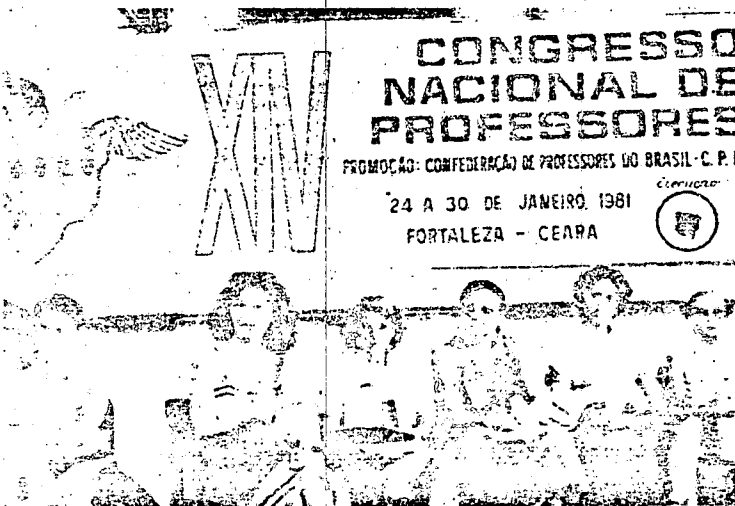 XIV
CONGRESSO
NACIONAL DE
PROFESSORES
PROMOÇÃO: CONFEDERAÇÃO DE PROFESSORES DO BRASIL - C. P.
24 A 30 DE JANEIRO 1981
FORTALEZA - CEARA